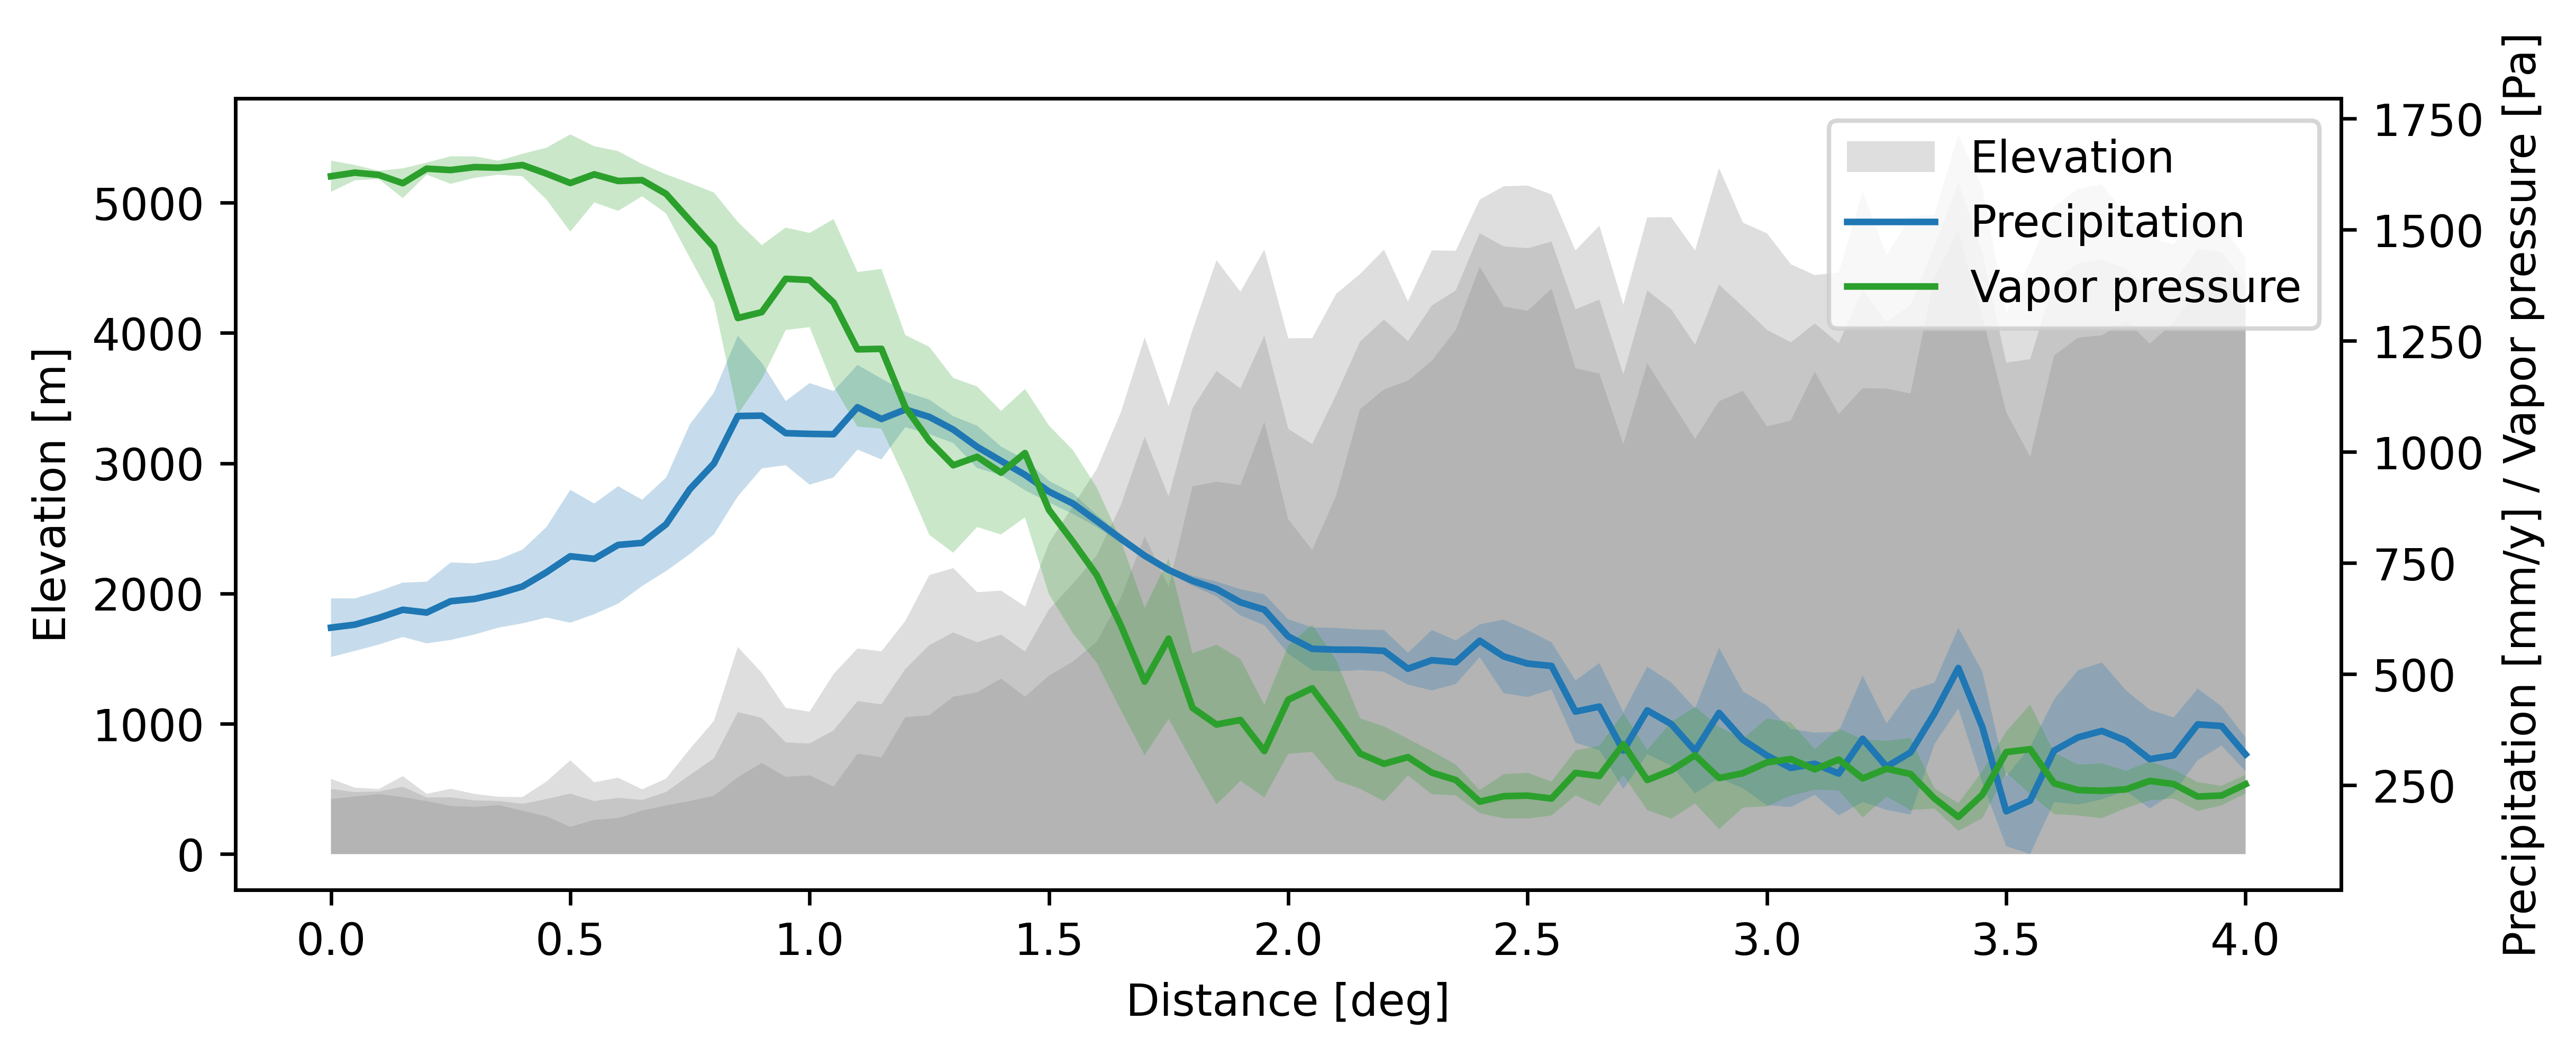 Elevation [m]
5000
4000
3000
2000
1000
0
Elevation
Precipitation
Vapor pressure
1750
1500
1250
1000
750
500
250
Precipitation [mm/y] / Vapor pressure [Pa]
0.0 0.5 1.0 1.5 2.0 2.5 3.0 3.5 4.0
Distance [deg]